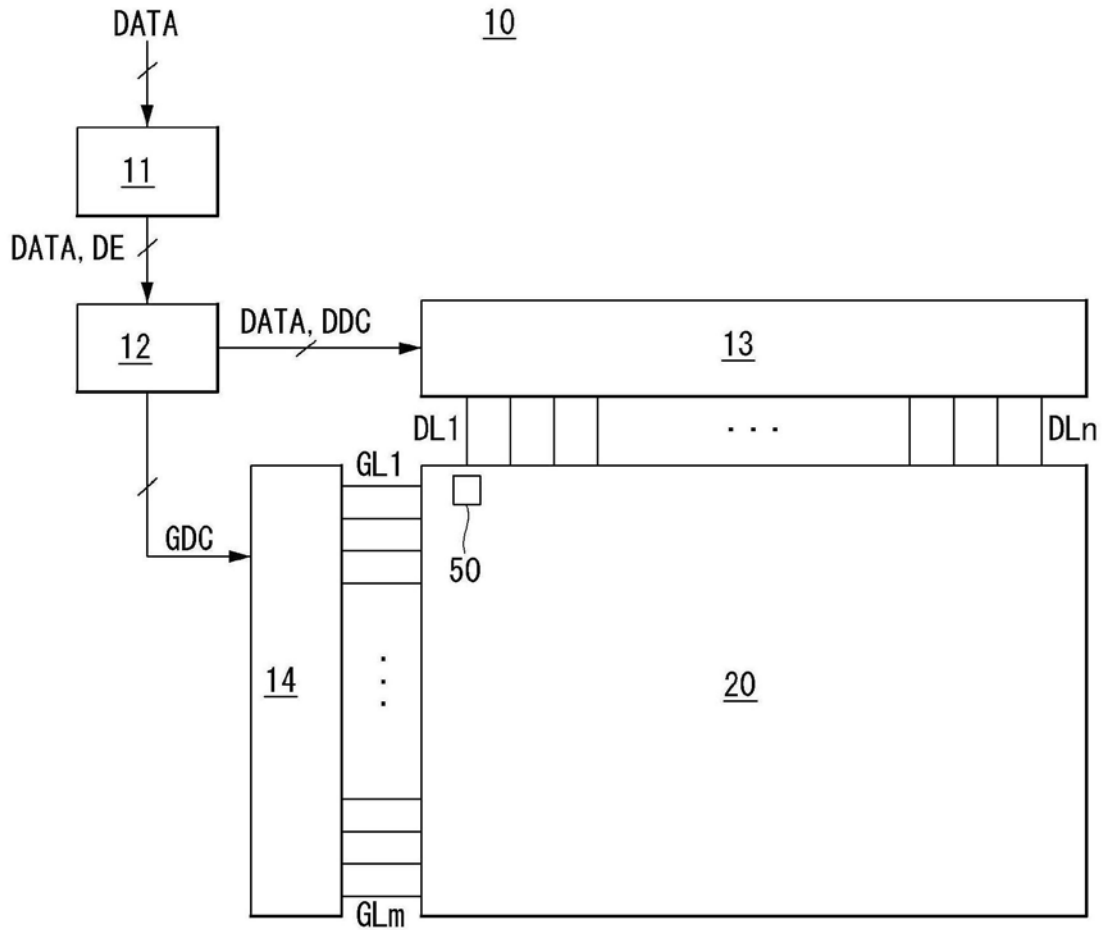 DATA
10
11
DATA, DE
12
DATA, DDC
13
DL1
...
DLn
GL1
50
GDC
14
20
GLm